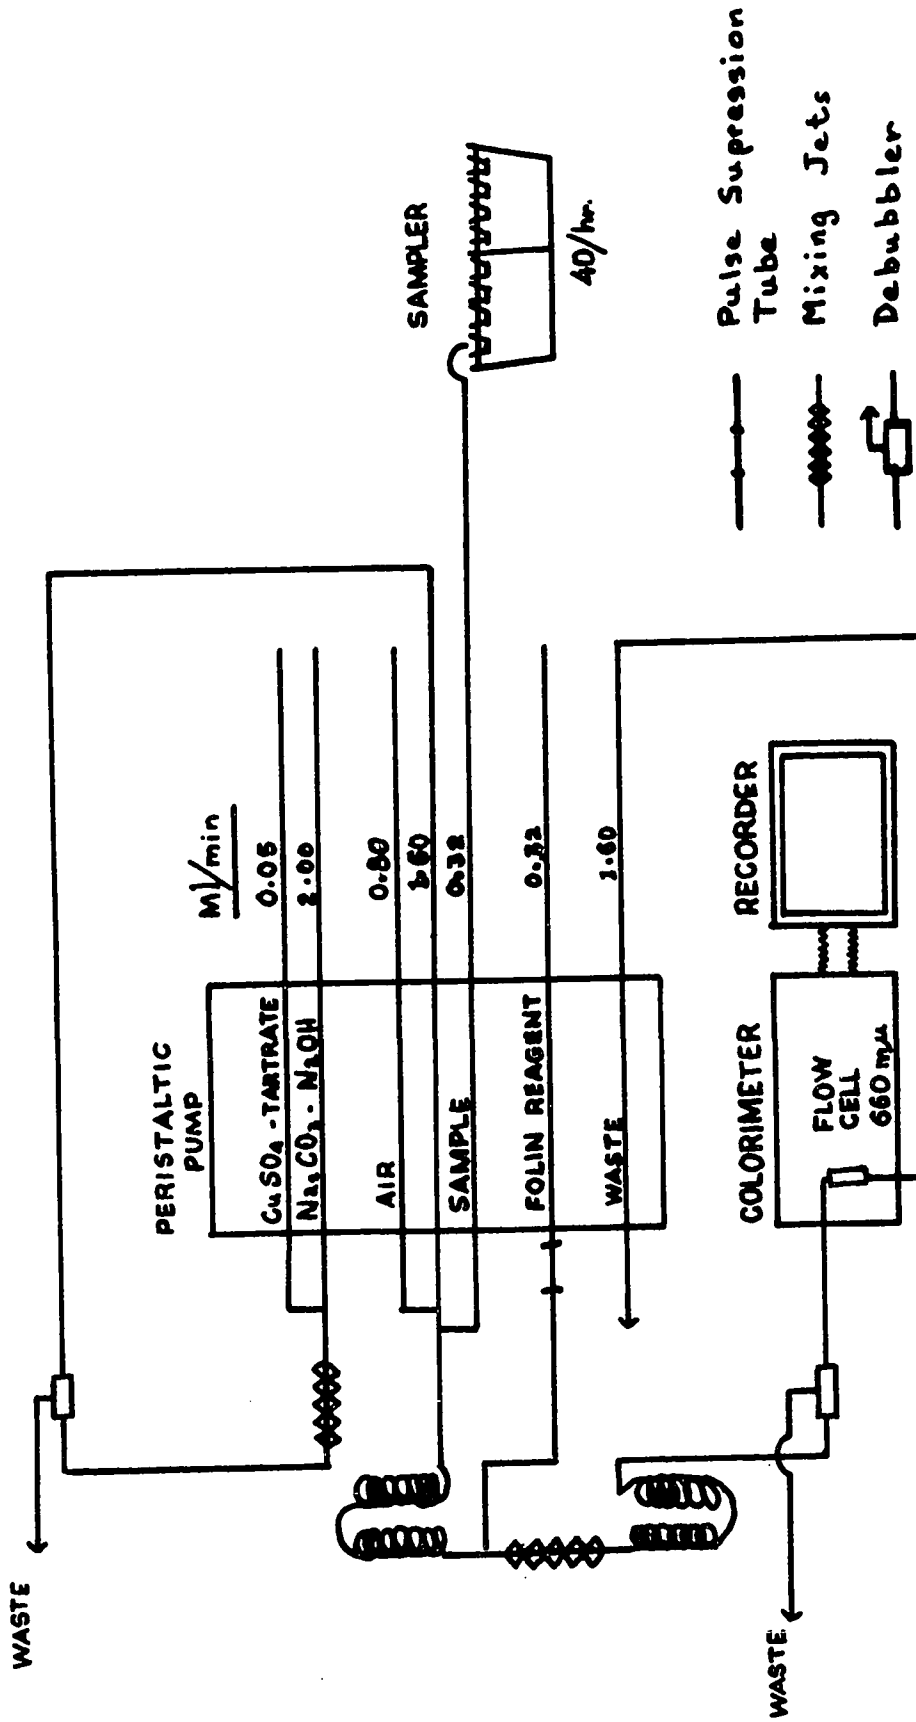 WASTE
SAMPLER
40/hr.
Ml/min
PERISTALTIC
PUMP
CuSO₄-TARTRATE 0.05
Na₂CO₃-NaOH 2.00
AIR 0.80
1.60
SAMPLE
FOLIN REAGENT 0.32
WASTE 1.60
Pulse Supression
Tube
Mixing Jets
Debubbler
COLORIMETER
FLOW
CELL
660 mµ
RECORDER
WASTE